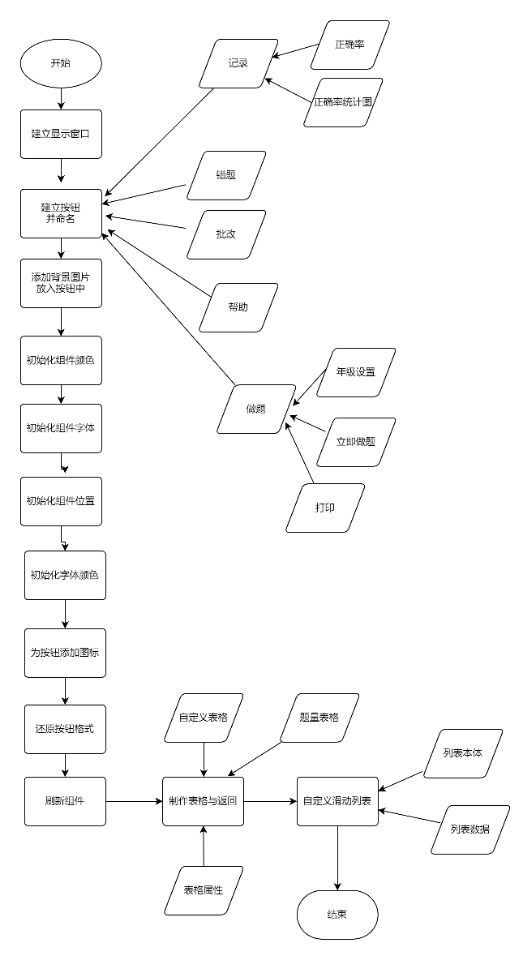 开始
建立显示窗口
建立按钮
并命名
添加背景图片
放入按钮中
初始化组件颜色
初始化组件字体
初始化组件位置
初始化字体颜色
为按钮添加图标
还原按钮格式
刷新组件
记录
正确率
正确率统计图
错题
批改
帮助
做题
年级设置
立即做题
打印
自定义表格
题量表格
制作表格与返回
表格属性
自定义滑动列表
列表本体
列表数据
结束